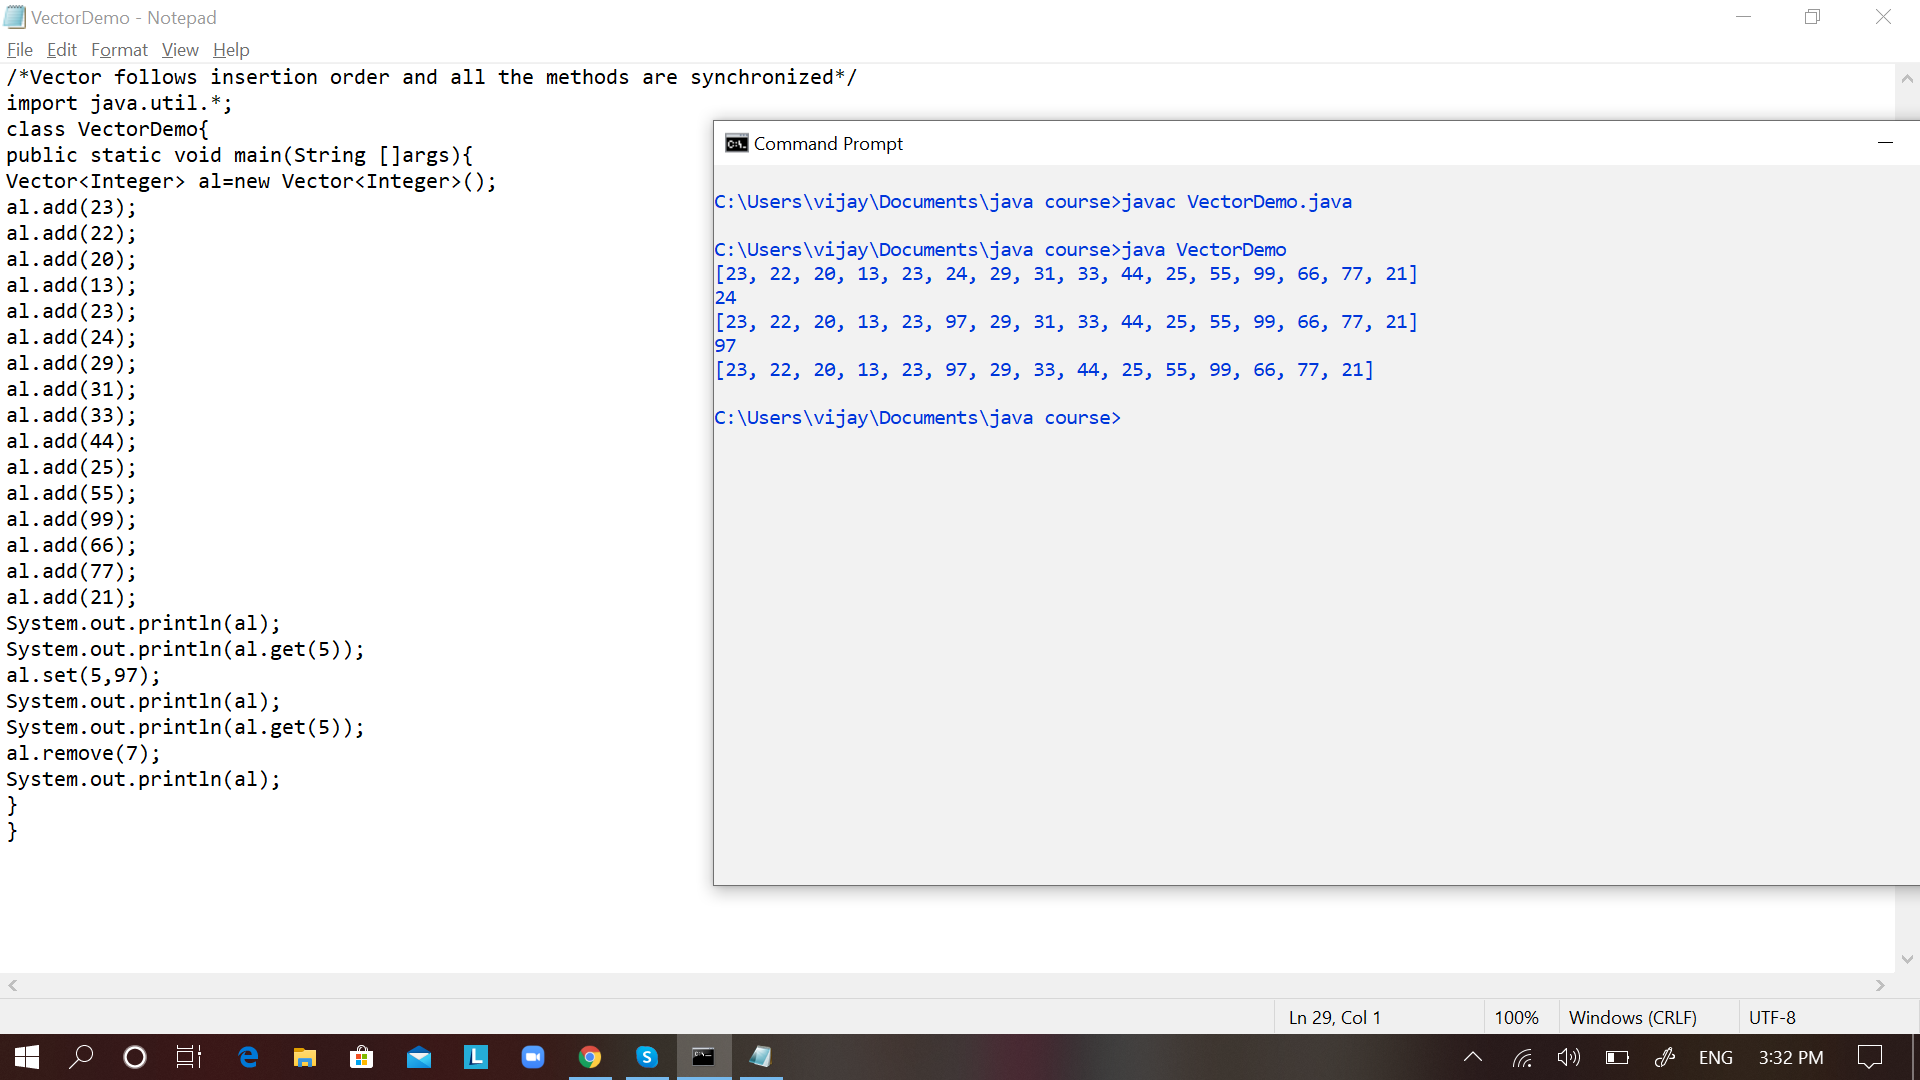 VectorDemo - Notepad
File Edit Format View Help
/*Vector follows insertion order and all the methods are synchronized*/
import java.util.*;
class VectorDemo{
public static void main(String []args){
Vector<Integer> al=new Vector<Integer>();
al.add(23);
al.add(22);
al.add(20);
al.add(13);
al.add(23);
al.add(24);
al.add(29);
al.add(31);
al.add(33);
al.add(44);
al.add(25);
al.add(55);
al.add(99);
al.add(66);
al.add(77);
al.add(21);
System.out.println(al);
System.out.println(al.get(5));
al.set(5,97);
System.out.println(al);
System.out.println(al.get(5));
al.remove(7);
System.out.println(al);
}
}
Command Prompt
C:\Users\vijay\Documents\java course>javac VectorDemo.java
C:\Users\vijay\Documents\java course>java VectorDemo
[23, 22, 20, 13, 23, 24, 29, 31, 33, 44, 25, 55, 99, 66, 77, 21]
24
[23, 22, 20, 13, 23, 97, 29, 31, 33, 44, 25, 55, 99, 66, 77, 21]
97
[23, 22, 20, 13, 23, 97, 29, 33, 44, 25, 55, 99, 66, 77, 21]
C:\Users\vijay\Documents\java course>
Ln 29, Col 1 100% Windows (CRLF) UTF-8
ENG 3:32 PM